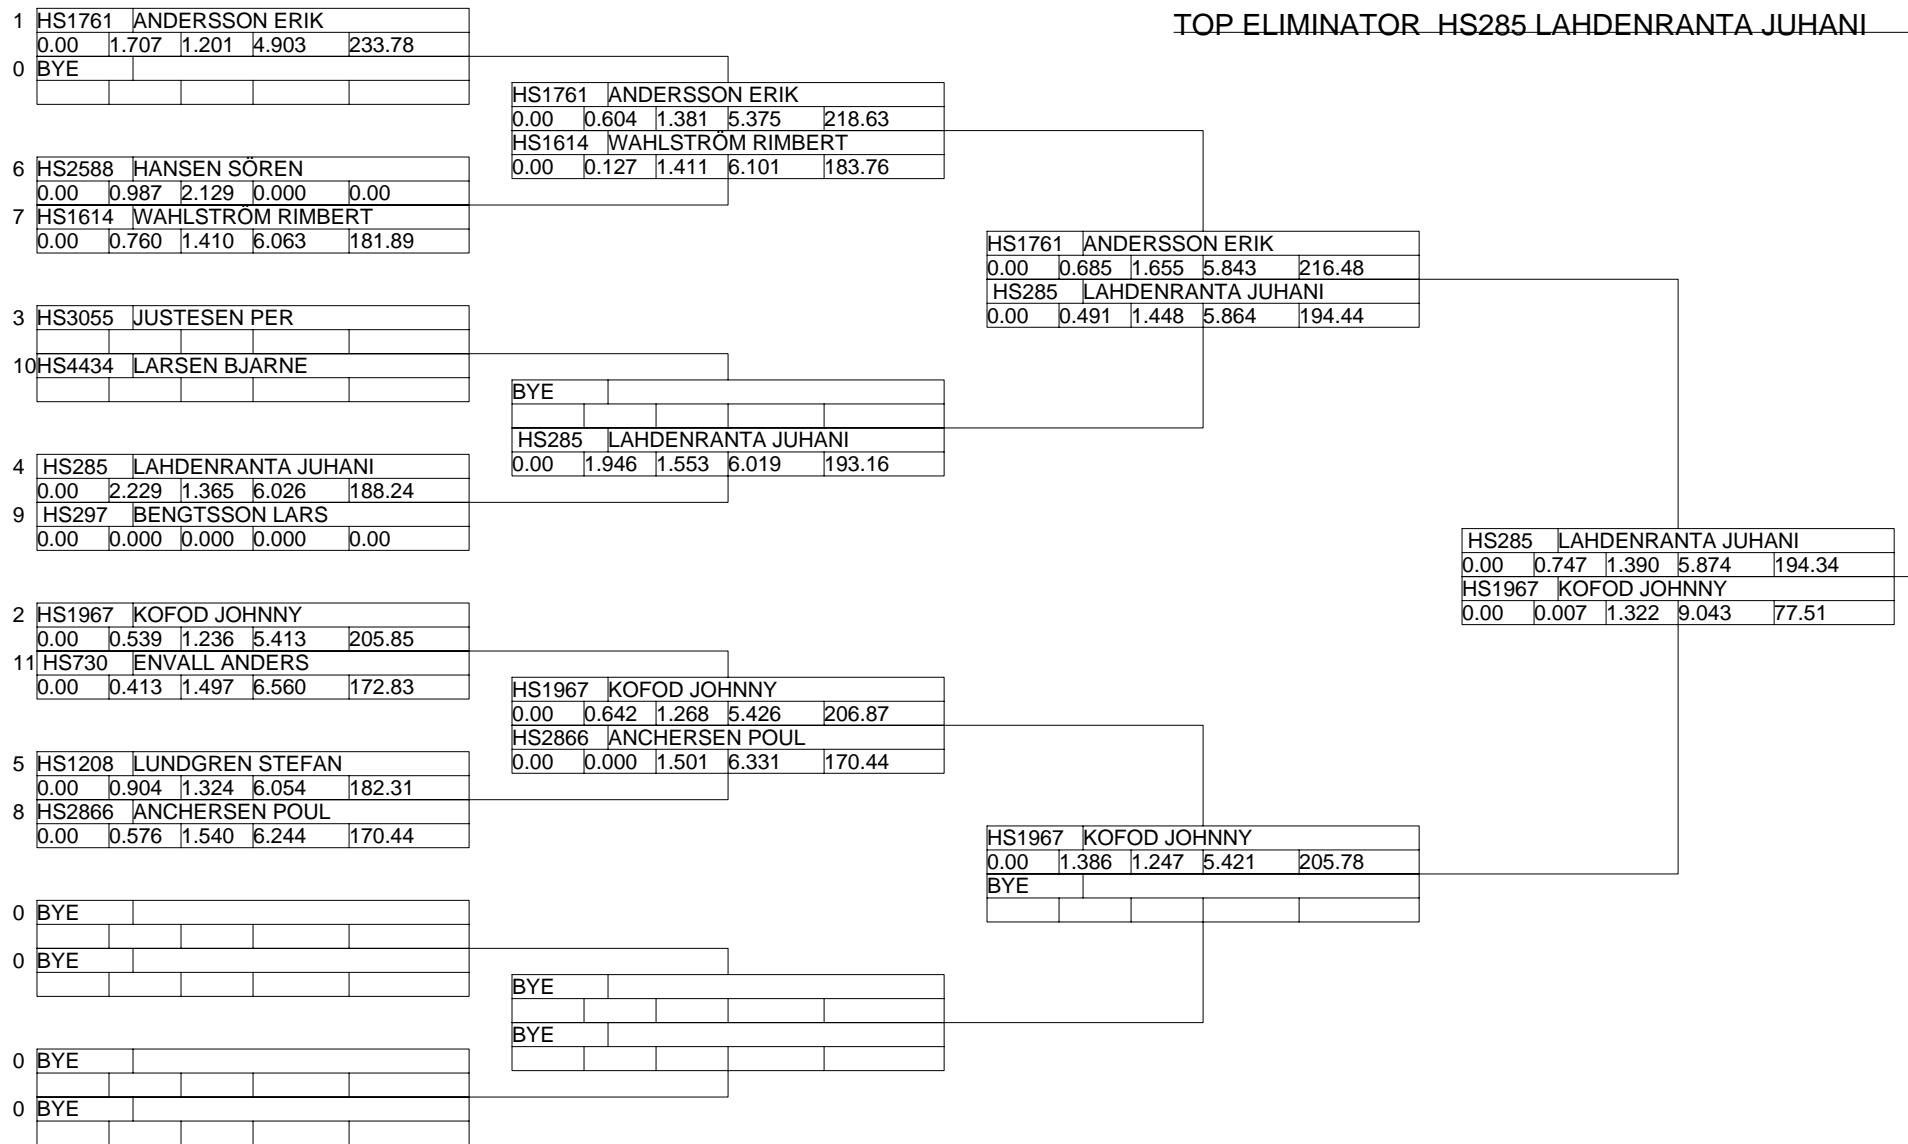 TOP ELIMINATOR HS285 LAHDENRANTA JUHANI
1 HS1761 ANDERSSON ERIK
0.00 1.707 1.201 4.903 233.78
0 BYE
6 HS2588 HANSEN SÖREN
0.00 0.987 2.129 0.000 0.00
7 HS1614 WAHLSTRÖM RIMBERT
0.00 0.760 1.410 6.063 181.89
3 HS3055 JUSTESEN PER
10 HS4434 LARSEN BJARNE
4 HS285 LAHDENRANTA JUHANI
0.00 2.229 1.365 6.026 188.24
9 HS297 BENGTSSON LARS
0.00 0.000 0.000 0.000 0.00
2 HS1967 KOFOD JOHNNY
0.00 0.539 1.236 5.413 205.85
11 HS730 ENVALL ANDERS
0.00 0.413 1.497 6.560 172.83
5 HS1208 LUNDGREN STEFAN
0.00 0.904 1.324 6.054 182.31
8 HS2866 ANCHERSEN POUL
0.00 0.576 1.540 6.244 170.44
0 BYE
0 BYE
0 BYE
0 BYE
HS1761 ANDERSSON ERIK
0.00 0.604 1.381 5.375 218.63
HS1614 WAHLSTRÖM RIMBERT
0.00 0.127 1.411 6.101 183.76
BYE
HS285 LAHDENRANTA JUHANI
0.00 1.946 1.553 6.019 193.16
HS1967 KOFOD JOHNNY
0.00 0.642 1.268 5.426 206.87
HS2866 ANCHERSEN POUL
0.00 0.000 1.501 6.331 170.44
BYE
BYE
HS1761 ANDERSSON ERIK
0.00 0.685 1.655 5.843 216.48
HS285 LAHDENRANTA JUHANI
0.00 0.491 1.448 5.864 194.44
HS1967 KOFOD JOHNNY
0.00 1.386 1.247 5.421 205.78
BYE
HS285 LAHDENRANTA JUHANI
0.00 0.747 1.390 5.874 194.34
HS1967 KOFOD JOHNNY
0.00 0.007 1.322 9.043 77.51